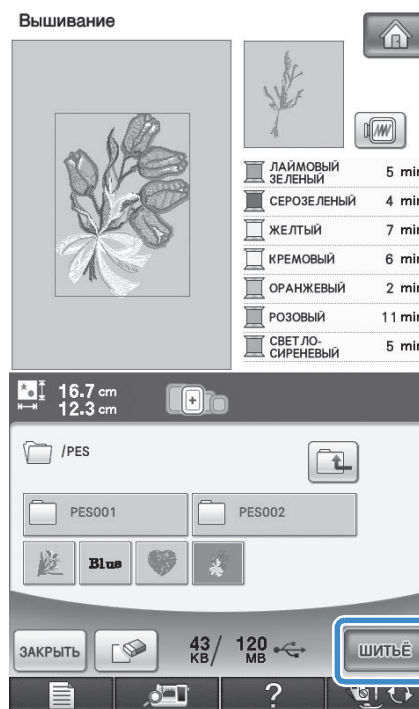 Вышивание
ЛАЙМОВЫЙ
ЗЕЛЕНЫЙ
5 min
СЕРОЗЕЛЕНЫЙ 4 min
ЖЕЛТЫЙ 7 min
КРЕМОВЫЙ 6 min
ОРАНЖЕВЫЙ 2 min
РОЗОВЫЙ 11 min
СВЕТЛО-
СИРЕНЕВЫЙ
5 min
16.7 cm
12.3 cm
/PES
PES001 PES002
Blue
ЗАКРЫТЬ 43 KB / 120 MB ШИТЬЁ
?